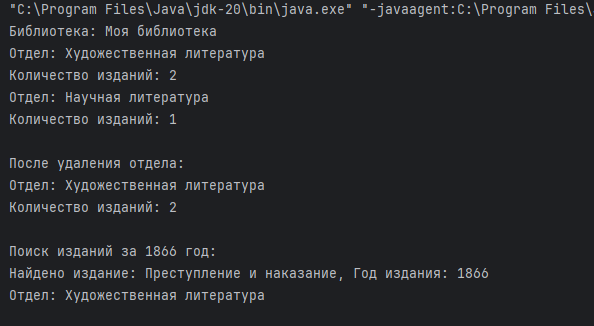 "C:\Program Files\Java\jdk-20\bin\java.exe" "-javaagent:C:\Program Files\
Библиотека: Моя библиотека
Отдел: Художественная литература
Количество изданий: 2
Отдел: Научная литература
Количество изданий: 1
После удаления отдела:
Отдел: Художественная литература
Количество изданий: 2
Поиск изданий за 1866 год:
Найдено издание: Преступление и наказание, Год издания: 1866
Отдел: Художественная литература